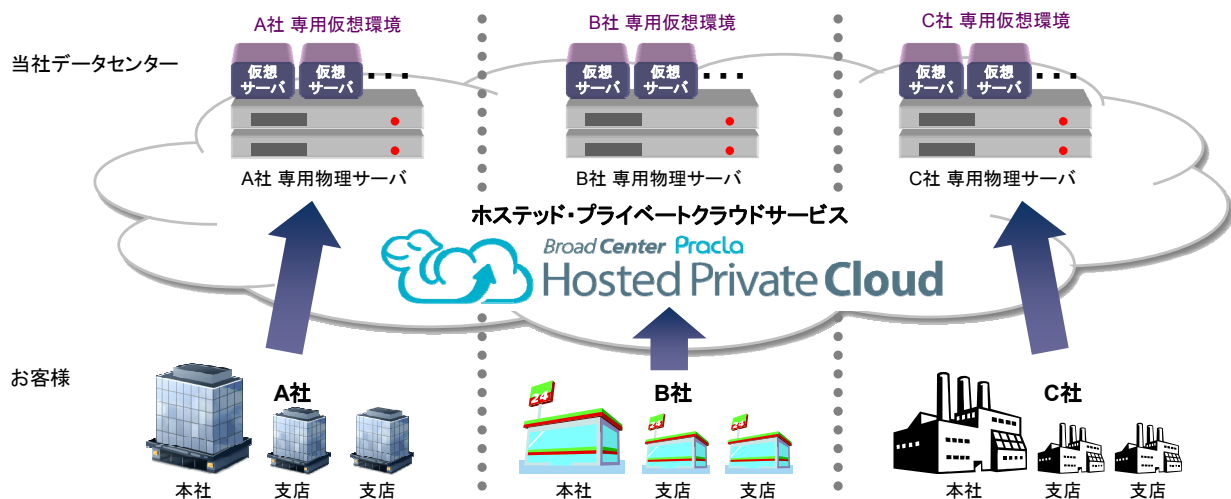 A社 専用仮想環境
B社 専用仮想環境
C社 専用仮想環境
当社データセンター
仮想
サーバ
仮想
サーバ
仮想
サーバ
仮想
サーバ
仮想
サーバ
仮想
サーバ
A社 専用物理サーバ
B社 専用物理サーバ
C社 専用物理サーバ
ホステッド・プライベートクラウドサービス
Broad Center Pracla
Hosted Private Cloud
お客様
A社
B社
C社
24
24
24
本社
支店
支店
本社
支店
支店
本社
支店
支店